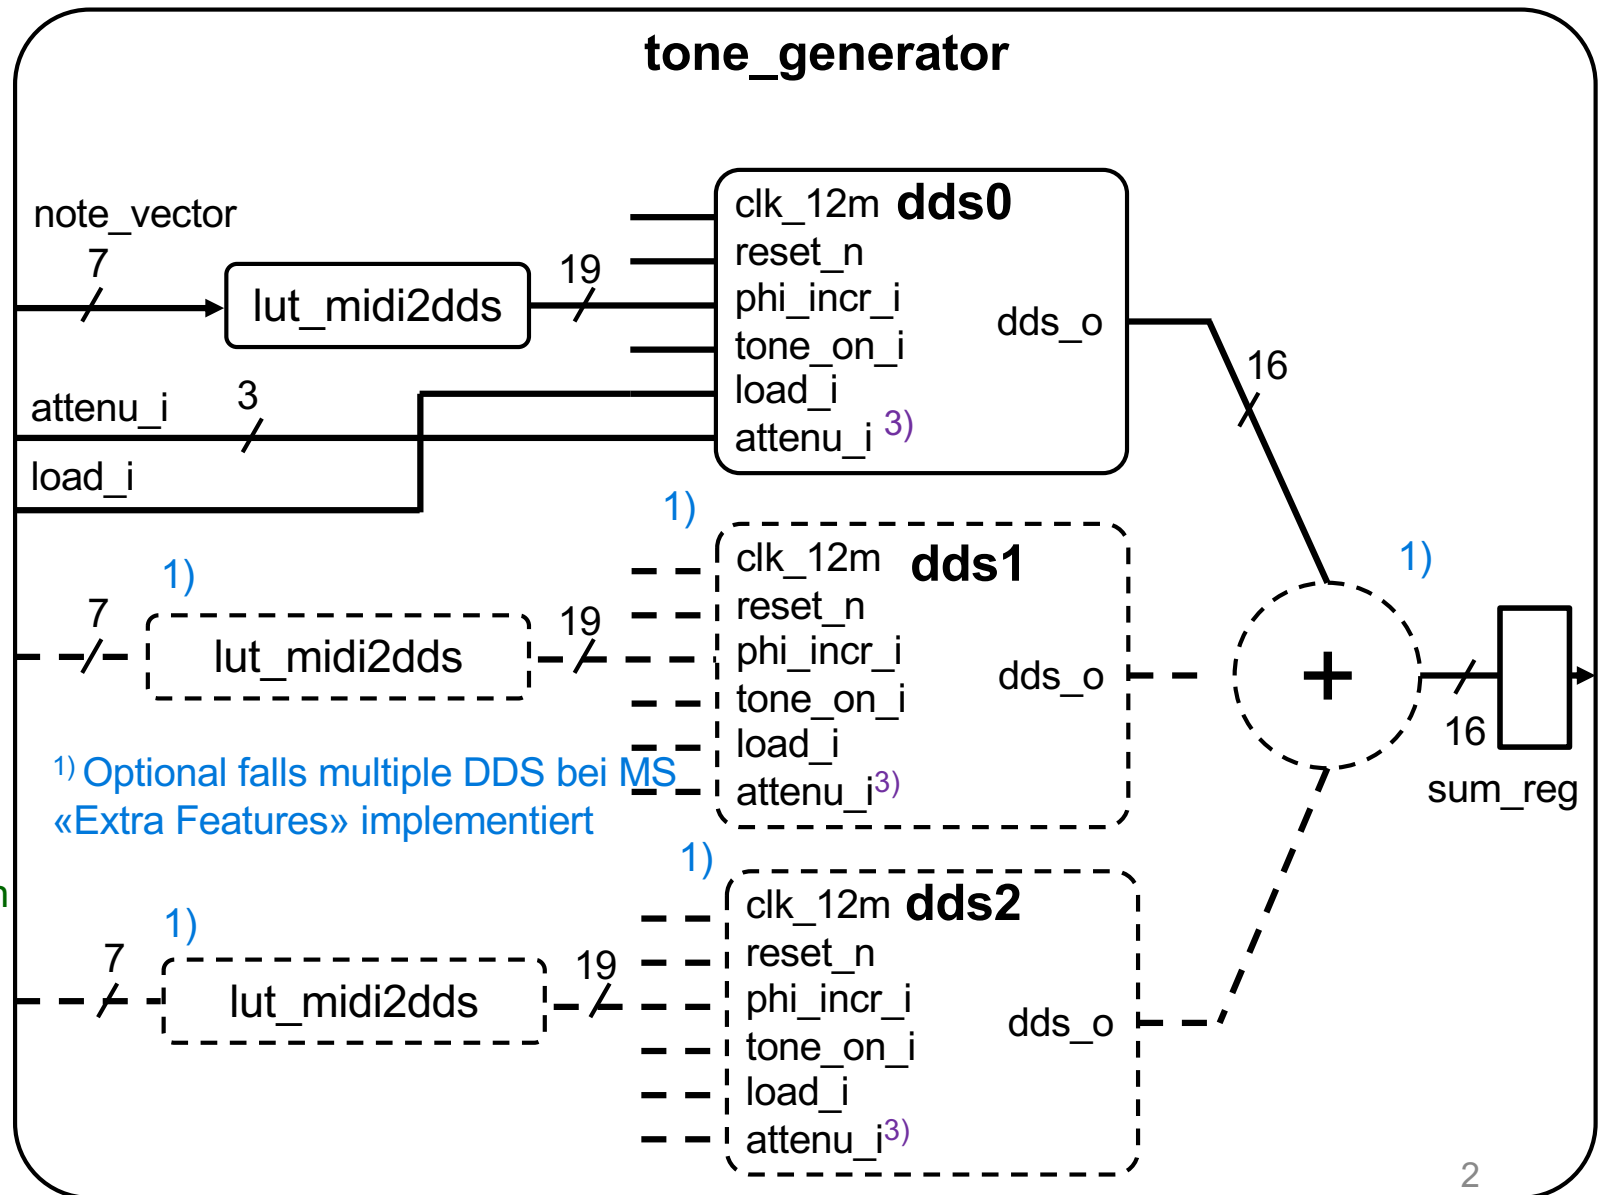 tone_generator
note_vector
7
lut_midi2dds
19
attenu_i
3
load_i
clk_12m dds0
reset_n
phi_incr_i
tone_on_i
load_i
attenu_i 3)
dds_o
16
1)
1)
7
lut_midi2dds
19
1)
clk_12m dds1
reset_n
phi_incr_i
tone_on_i
load_i
attenu_i3)
dds_o
1)
+
16
sum_reg
1) Optional falls multiple DDS bei MS
«Extra Features» implementiert
n
1)
7
lut_midi2dds
19
clk_12m dds2
reset_n
phi_incr_i
tone_on_i
load_i
attenu_i3)
dds_o
1)
2